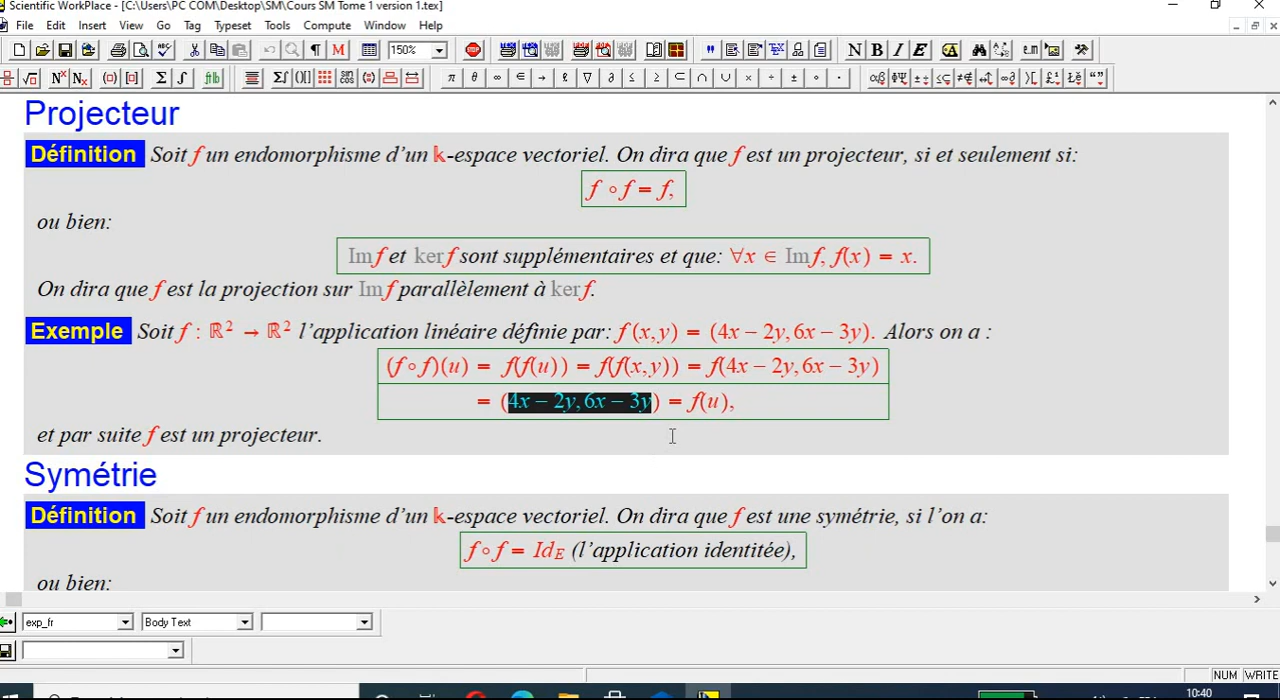 Scientific WorkPlace - [C:\Users\PC COM\Desktop\SM\Cours SM Tome 1 version 1.tex]
File Edit Insert View Go Tag Typeset Tools Compute Window Help
150%
Projecteur
Définition Soit f un endomorphisme d'un 𝕜-espace vectoriel. On dira que f est un projecteur, si et seulement si:
f ∘ f = f,
ou bien:
Im f et ker f sont supplémentaires et que: ∀x ∈ Im f, f(x) = x.
On dira que f est la projection sur Im f parallèlement à ker f.
Exemple Soit f : ℝ² → ℝ² l'application linéaire définie par: f(x,y) = (4x − 2y, 6x − 3y). Alors on a :
(f ∘ f)(u) = f(f(u)) = f(f(x,y)) = f(4x − 2y, 6x − 3y)
= (4x − 2y, 6x − 3y) = f(u),
et par suite f est un projecteur.
Symétrie
Définition Soit f un endomorphisme d'un 𝕜-espace vectoriel. On dira que f est une symétrie, si l'on a:
f ∘ f = Id_E (l'application identitée),
ou bien:
exp_fr Body Text
NUM WRITE
10:40